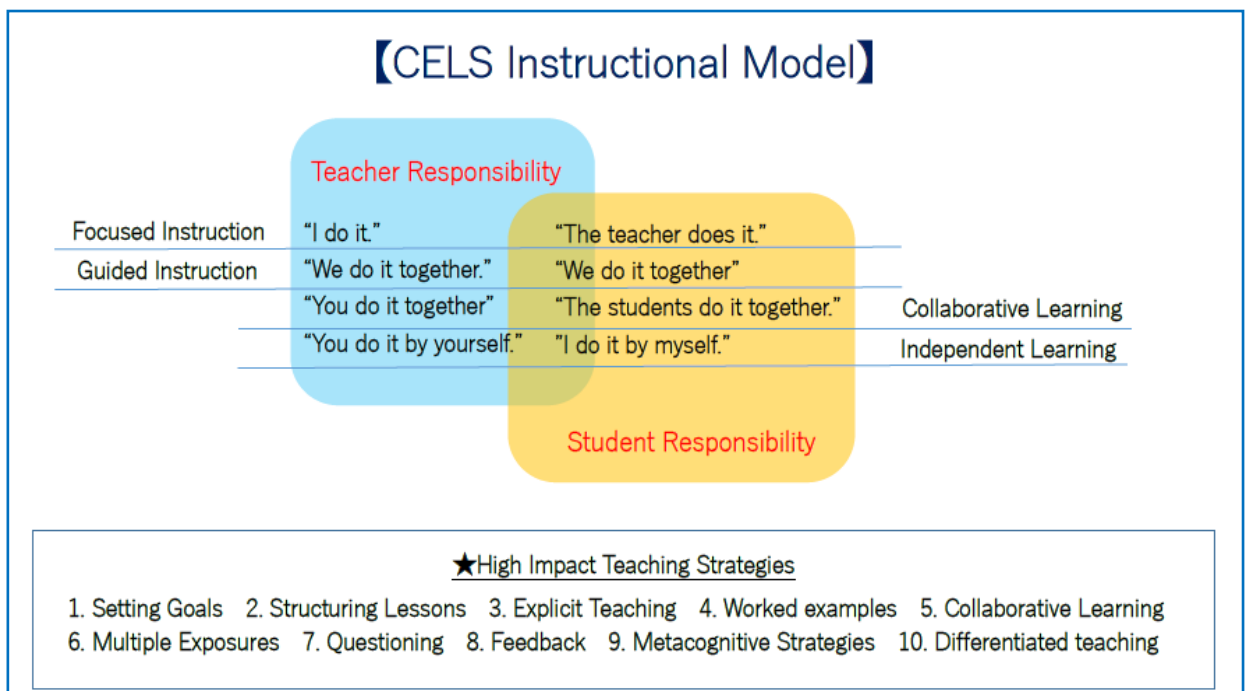 【CELS Instructional Model】
Teacher Responsibility
Focused Instruction "I do it." "The teacher does it."
Guided Instruction "We do it together." "We do it together"
"You do it together" "The students do it together." Collaborative Learning
"You do it by yourself." "I do it by myself." Independent Learning
Student Responsibility
★High Impact Teaching Strategies
1. Setting Goals 2. Structuring Lessons 3. Explicit Teaching 4. Worked examples 5. Collaborative Learning
6. Multiple Exposures 7. Questioning 8. Feedback 9. Metacognitive Strategies 10. Differentiated teaching